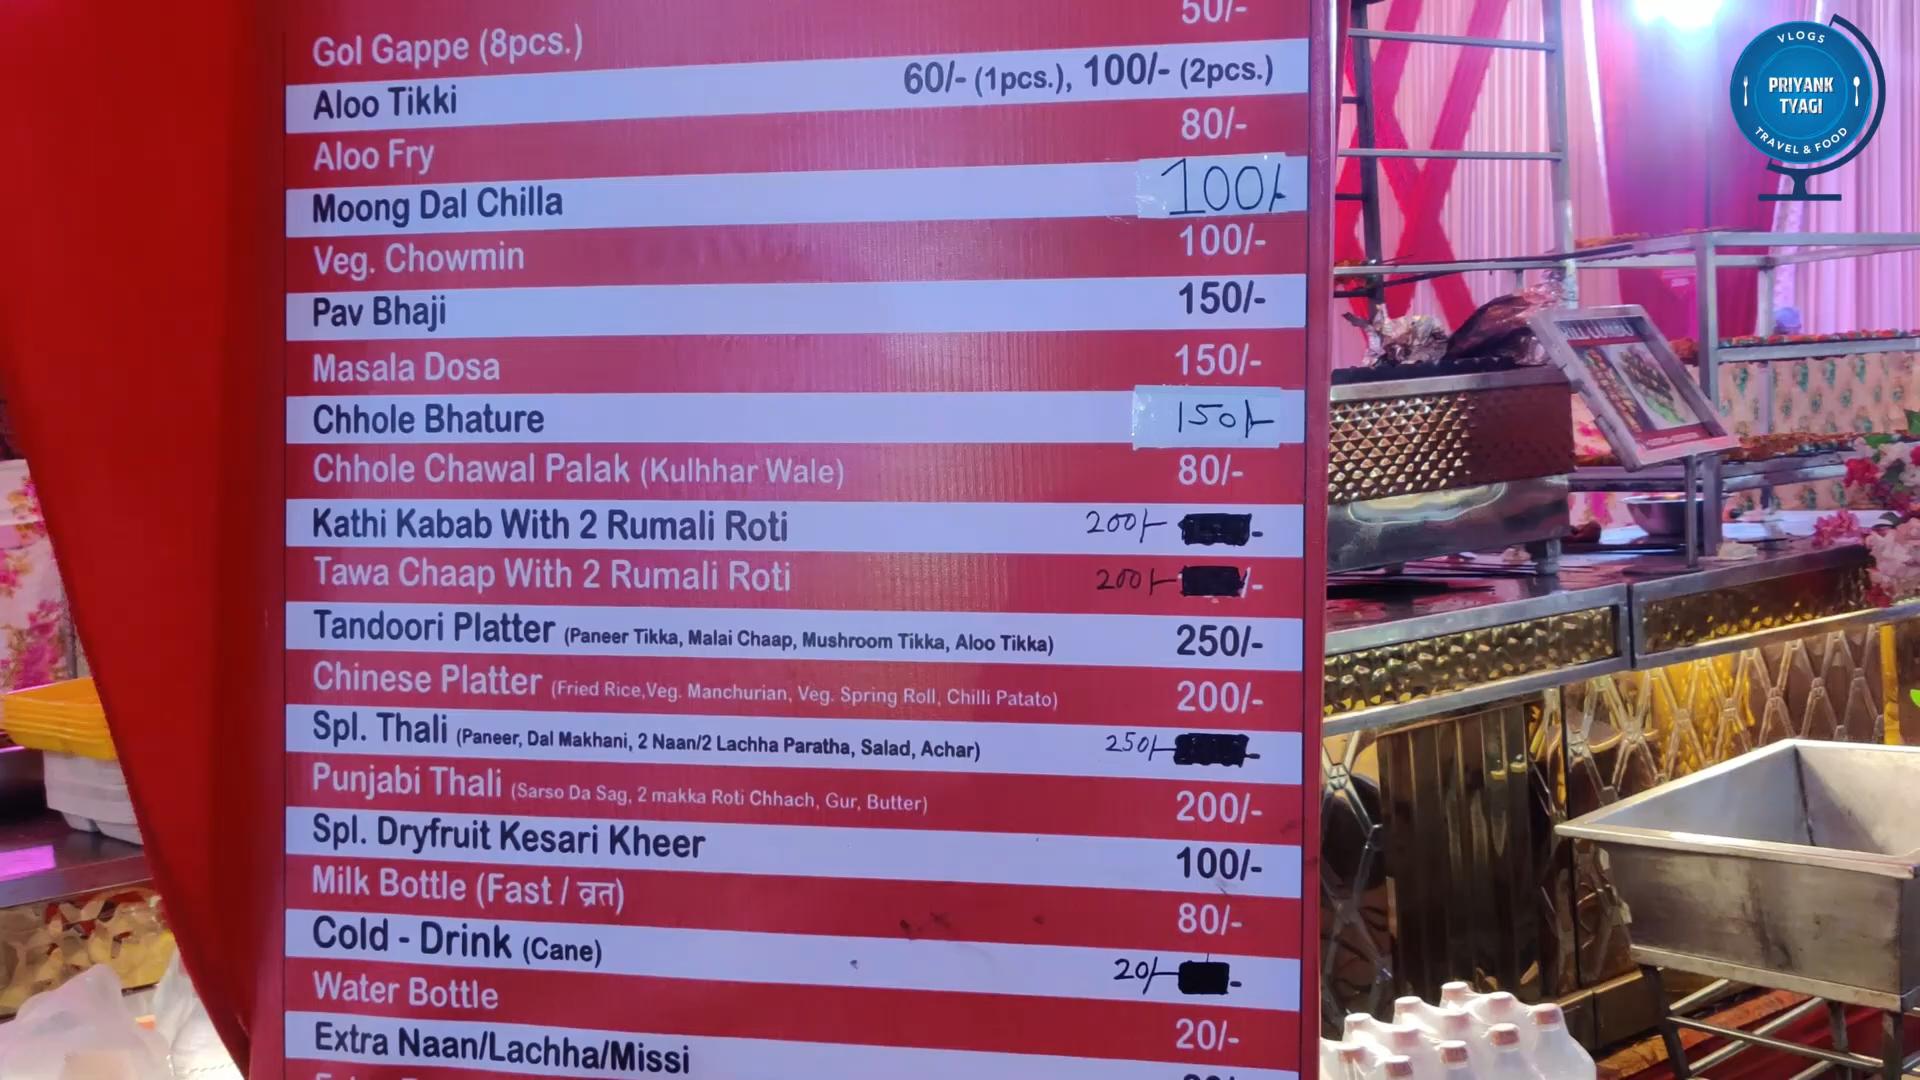 Gol Gappe (8pcs.) 50/-
Aloo Tikki 60/- (1pcs.), 100/- (2pcs.)
Aloo Fry 80/-
Moong Dal Chilla 100/-
Veg. Chowmin 100/-
Pav Bhaji 150/-
Masala Dosa 150/-
Chhole Bhature 150/-
Chhole Chawal Palak (Kulhhar Wale) 80/-
Kathi Kabab With 2 Rumali Roti 200/-
Tawa Chaap With 2 Rumali Roti 200/-
Tandoori Platter (Paneer Tikka, Malai Chaap, Mushroom Tikka, Aloo Tikka) 250/-
Chinese Platter (Fried Rice,Veg. Manchurian, Veg. Spring Roll, Chilli Patato) 200/-
Spl. Thali (Paneer, Dal Makhani, 2 Naan/2 Lachha Paratha, Salad, Achar) 250/-
Punjabi Thali (Sarso Da Sag, 2 makka Roti Chhach, Gur, Butter) 200/-
Spl. Dryfruit Kesari Kheer 100/-
Milk Bottle (Fast / व्रत) 80/-
Cold - Drink (Cane) 20/-
Water Bottle 20/-
Extra Naan/Lachha/Missi
VLOGS
PRIYANK
TYAGI
TRAVEL & FOOD